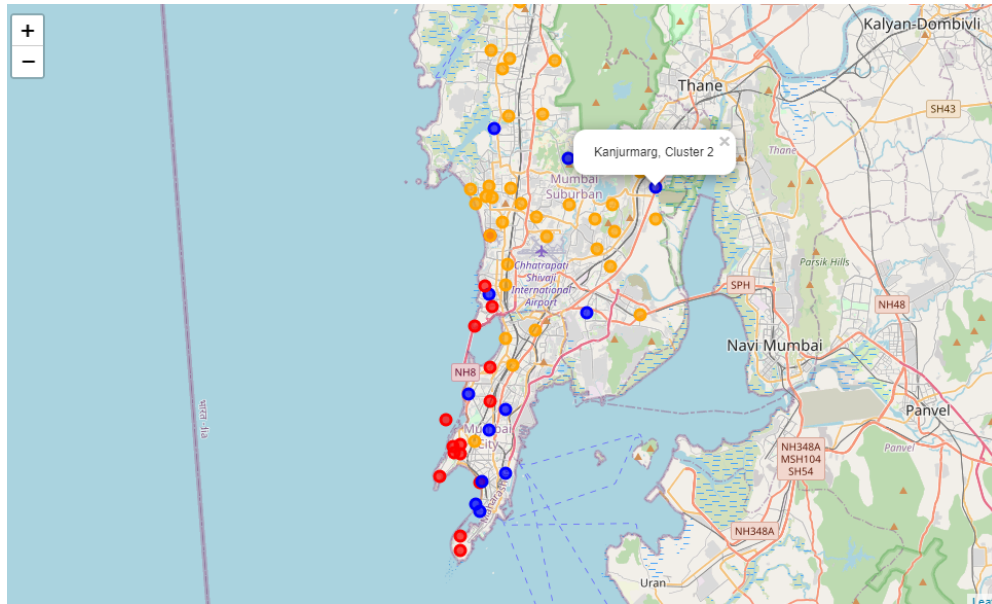 +
−
Kalyan-Dombivli
Thane
SH43
×
Kanjurmarg, Cluster 2
Thane
Mumbai
Suburban
Chhatrapati
Shivaji
International
Airport
Parsik Hills
SPH
NH48
Navi Mumbai
NH8
Panvel
Mumbai
City
Panvel
NH348A
MSH104
SH54
NH348A
Uran